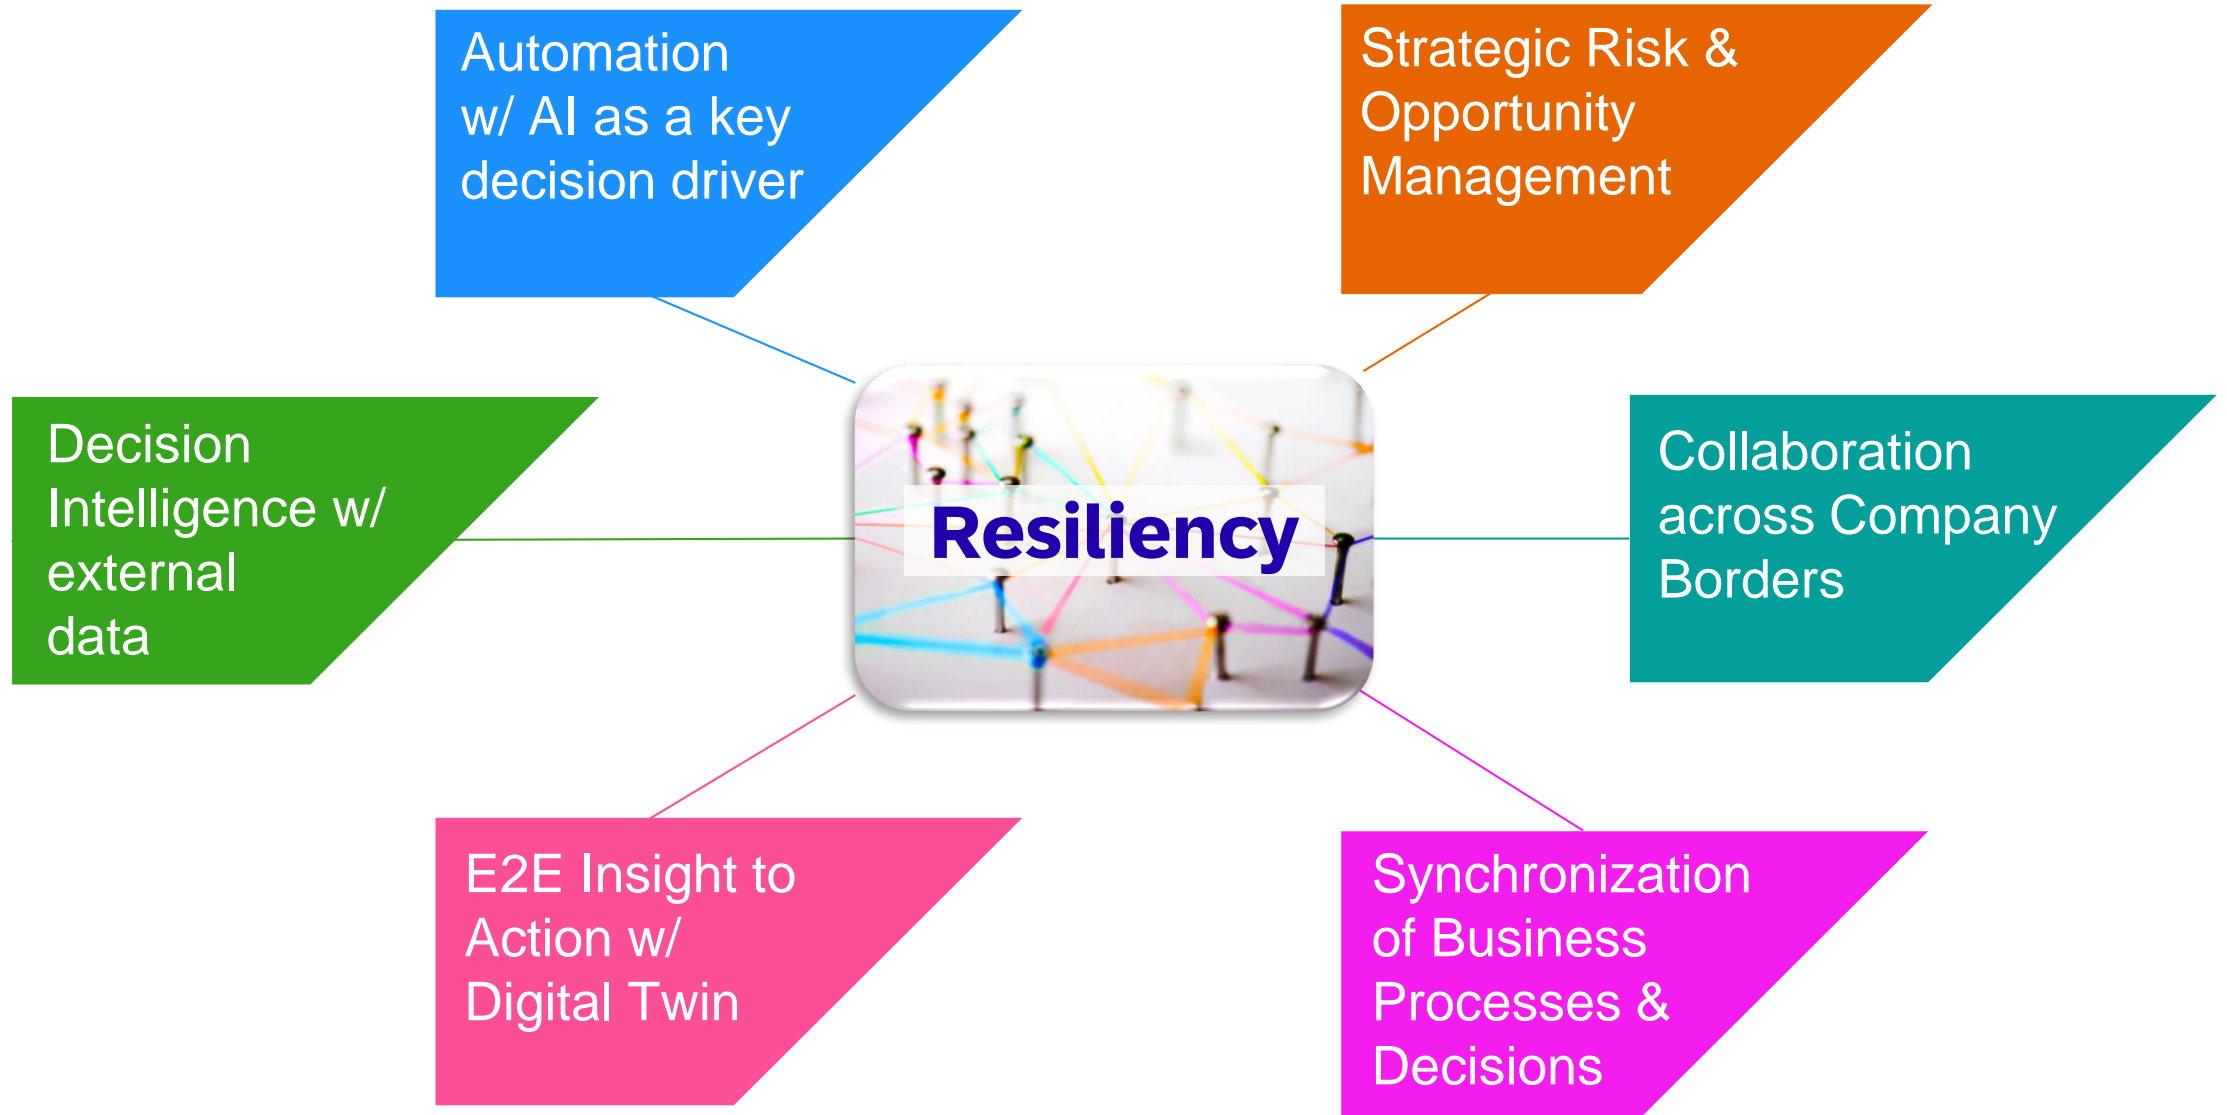 Automation
w/ AI as a key
decision driver
Strategic Risk &
Opportunity
Management
Decision
Intelligence w/
external
data
Resiliency
Collaboration
across Company
Borders
E2E Insight to
Action w/
Digital Twin
Synchronization
of Business
Processes &
Decisions